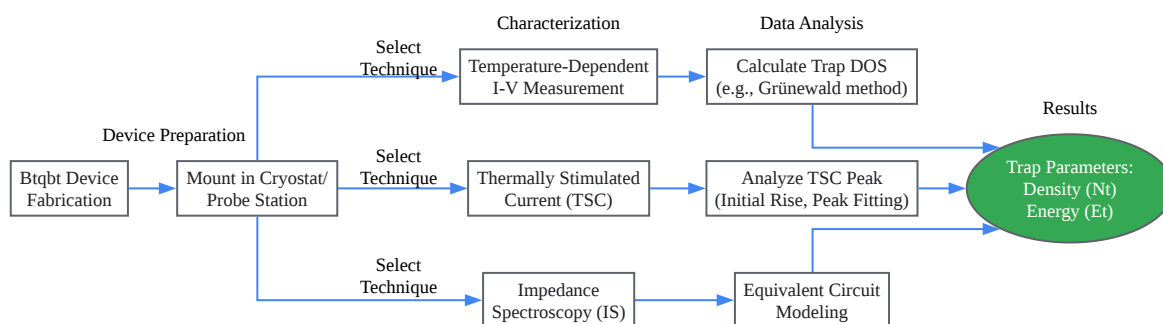 Characterization
Data Analysis
Select
Technique
Temperature-Dependent
I-V Measurement
Calculate Trap DOS
(e.g., Grünewald method)
Results
Device Preparation
Btqbt Device
Fabrication
Mount in Cryostat/
Probe Station
Select
Technique
Thermally Stimulated
Current (TSC)
Analyze TSC Peak
(Initial Rise, Peak Fitting)
Trap Parameters:
Density (Nt)
Energy (Et)
Select
Technique
Impedance
Spectroscopy (IS)
Equivalent Circuit
Modeling